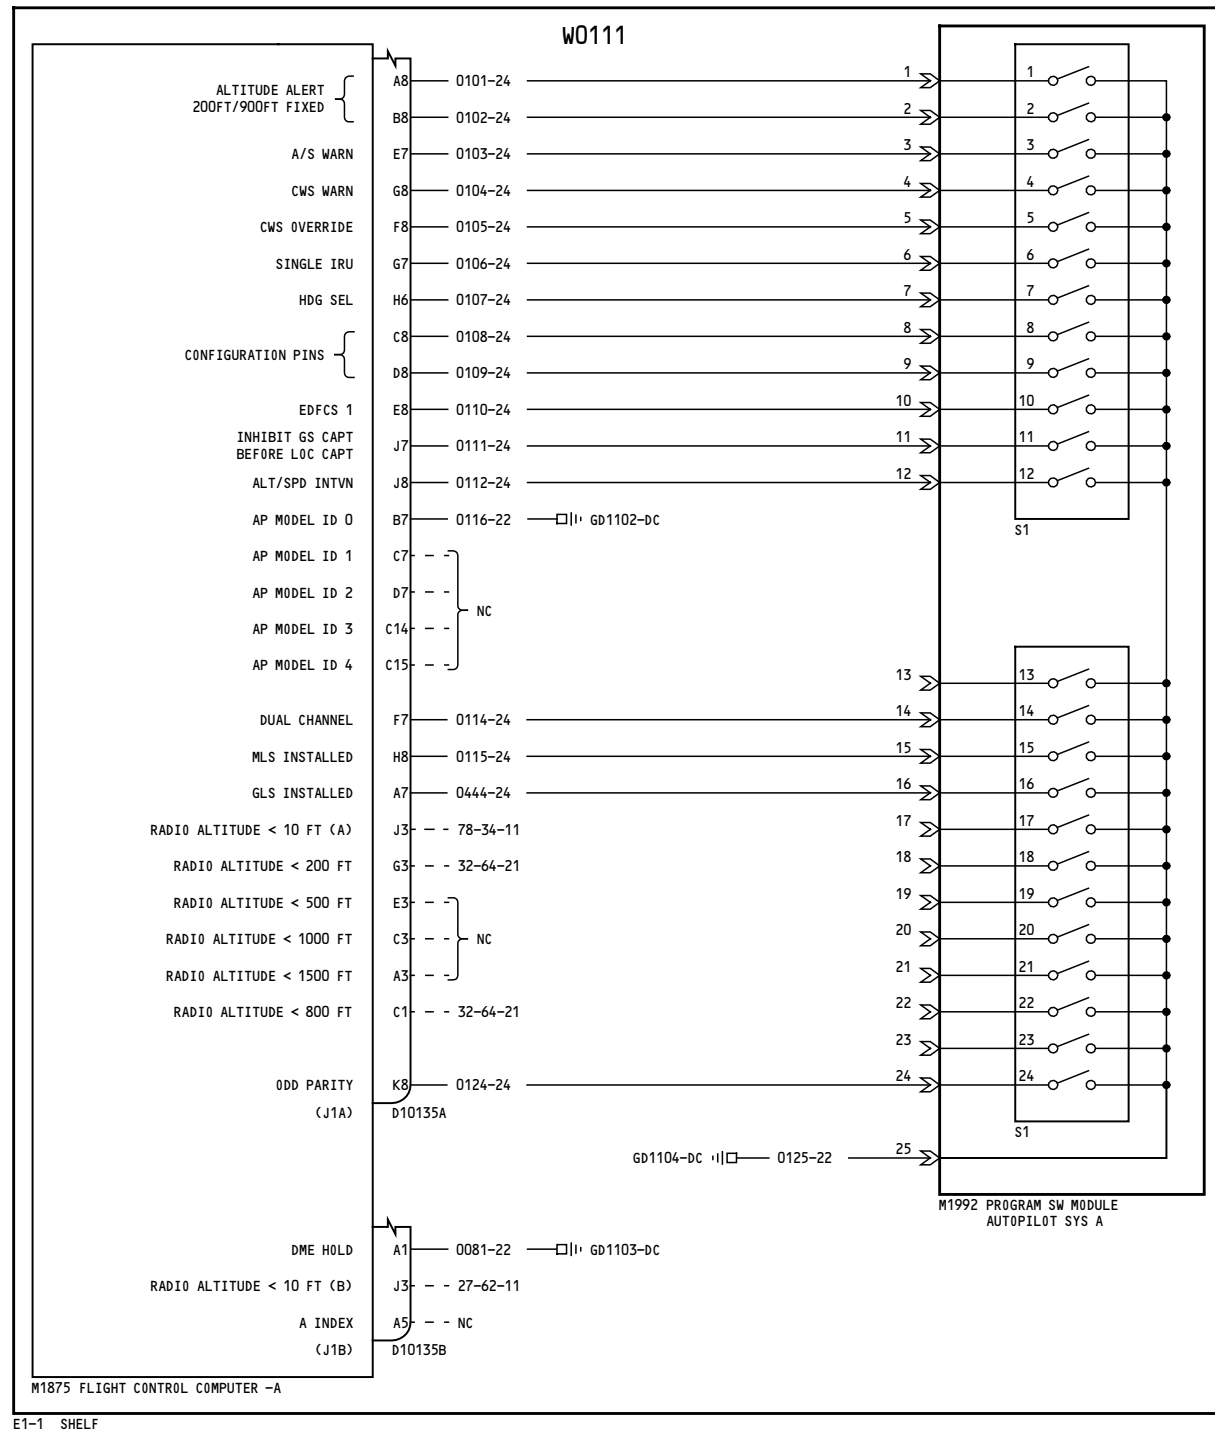 W0111
ALTITUDE ALERT
200FT/900FT FIXED
A8 0101-24 1 1
B8 0102-24 2 2
A/S WARN E7 0103-24 3 3
CWS WARN G8 0104-24 4 4
CWS OVERRIDE F8 0105-24 5 5
SINGLE IRU G7 0106-24 6 6
HDG SEL H6 0107-24 7 7
CONFIGURATION PINS
C8 0108-24 8 8
D8 0109-24 9 9
EDFCS 1 E8 0110-24 10 10
INHIBIT GS CAPT
BEFORE LOC CAPT
J7 0111-24 11 11
ALT/SPD INTVN J8 0112-24 12 12
AP MODEL ID 0 B7 0116-22 GD1102-DC
S1
AP MODEL ID 1 C7
AP MODEL ID 2 D7
NC
AP MODEL ID 3 C14
AP MODEL ID 4 C15
13 13
DUAL CHANNEL F7 0114-24 14 14
MLS INSTALLED H8 0115-24 15 15
GLS INSTALLED A7 0444-24 16 16
RADIO ALTITUDE < 10 FT (A) J3 78-34-11 17 17
RADIO ALTITUDE < 200 FT G3 32-64-21 18 18
RADIO ALTITUDE < 500 FT E3 19 19
RADIO ALTITUDE < 1000 FT C3 NC 20 20
RADIO ALTITUDE < 1500 FT A3 21 21
RADIO ALTITUDE < 800 FT C1 32-64-21 22 22
23 23
ODD PARITY K8 0124-24 24 24
(J1A) D10135A
S1
GD1104-DC 0125-22 25
M1992 PROGRAM SW MODULE
AUTOPILOT SYS A
DME HOLD A1 0081-22 GD1103-DC
RADIO ALTITUDE < 10 FT (B) J3 27-62-11
A INDEX A5 NC
(J1B) D10135B
M1875 FLIGHT CONTROL COMPUTER -A
E1-1 SHELF